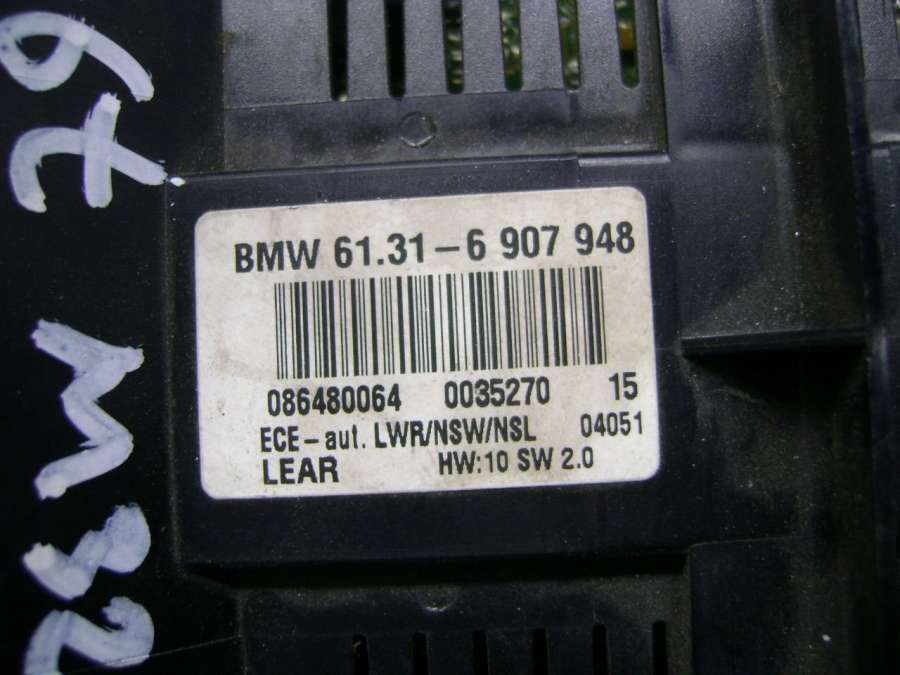 BMW 61.31-6 907 948
086480064 0035270 15
ECE-aut. LWR/NSW/NSL 04051
LEAR HW:10 SW 2.0